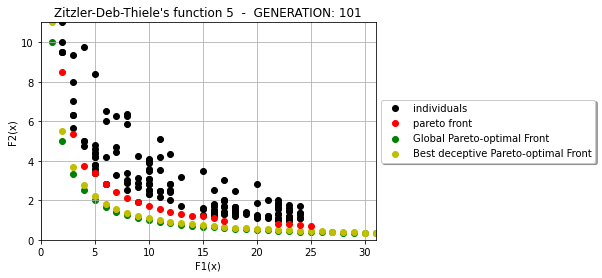 Zitzler-Deb-Thiele's function 5 - GENERATION: 101
10
8
6
4
2
0
F2(x)
0
5
10
15
20
25
30
F1(x)
individuals
pareto front
Global Pareto-optimal Front
Best deceptive Pareto-optimal Front